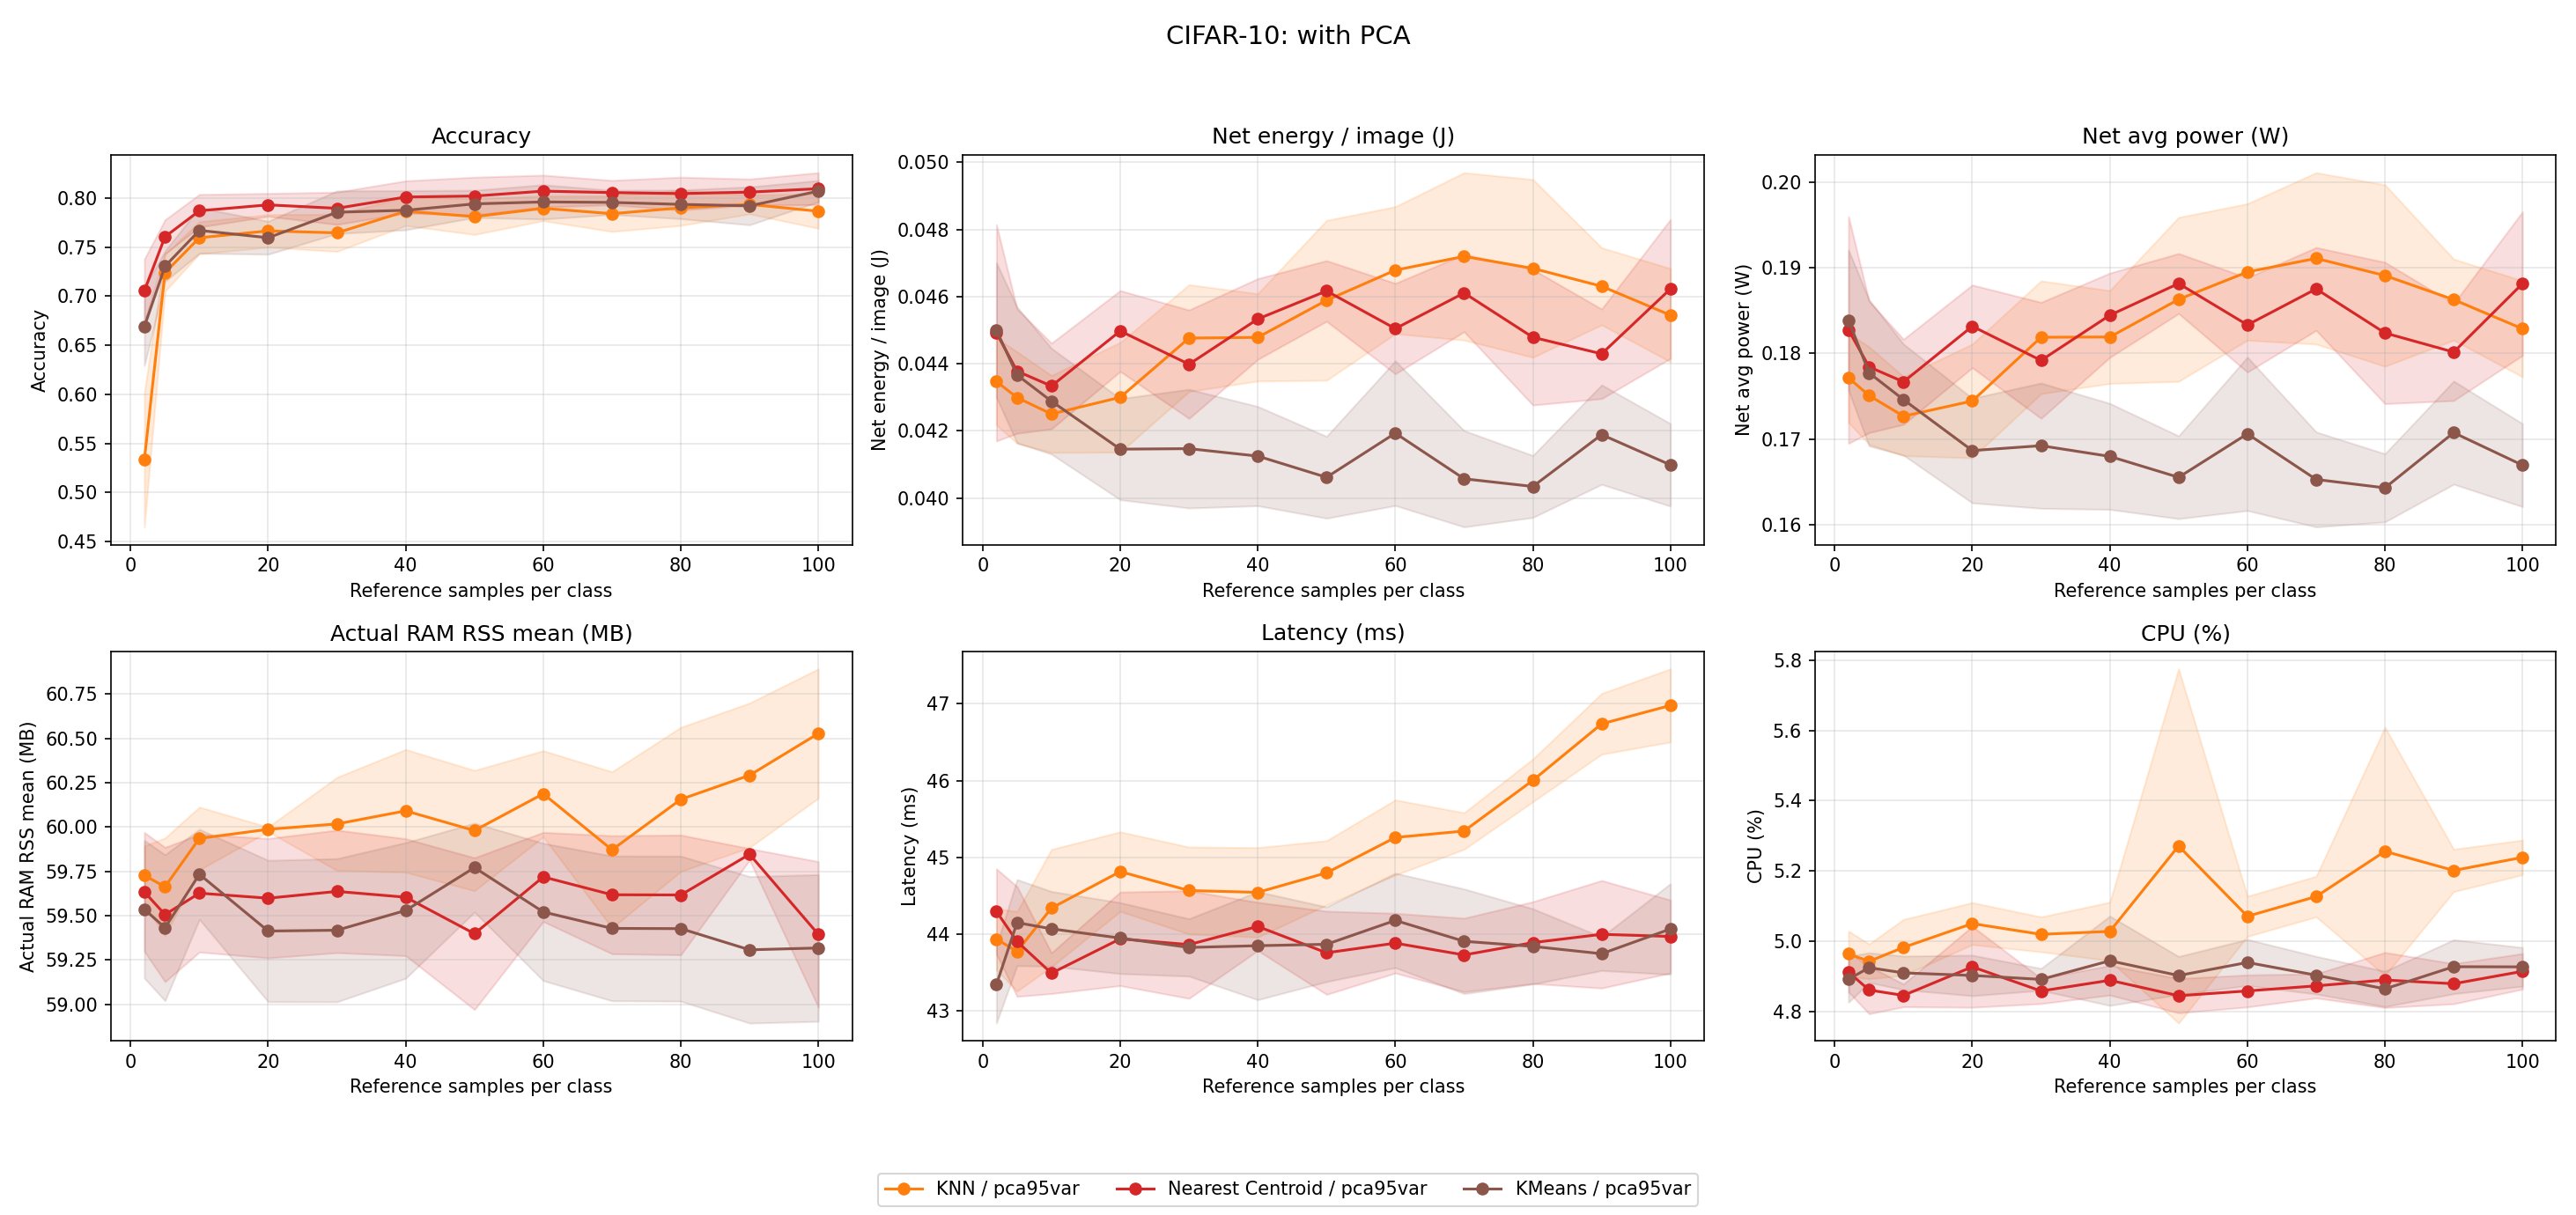 CIFAR-10: with PCA
Accuracy
Accuracy
0.80
0.75
0.70
0.65
0.60
0.55
0.50
0.45
0 20 40 60 80 100
Reference samples per class
Net energy / image (J)
Net energy / image (J)
0.050
0.048
0.046
0.044
0.042
0.040
0 20 40 60 80 100
Reference samples per class
Net avg power (W)
Net avg power (W)
0.20
0.19
0.18
0.17
0.16
0 20 40 60 80 100
Reference samples per class
Actual RAM RSS mean (MB)
Actual RAM RSS mean (MB)
60.75
60.50
60.25
60.00
59.75
59.50
59.25
59.00
0 20 40 60 80 100
Reference samples per class
Latency (ms)
Latency (ms)
47
46
45
44
43
0 20 40 60 80 100
Reference samples per class
CPU (%)
CPU (%)
5.8
5.6
5.4
5.2
5.0
4.8
0 20 40 60 80 100
Reference samples per class
KNN / pca95var Nearest Centroid / pca95var KMeans / pca95var